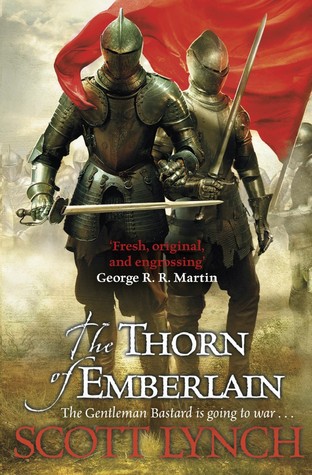 'Fresh, original,
and engrossing'
George R. R. Martin
The THORN
of EMBERLAIN
The Gentleman Bastard is going to war . . .
SCOTT LYNCH